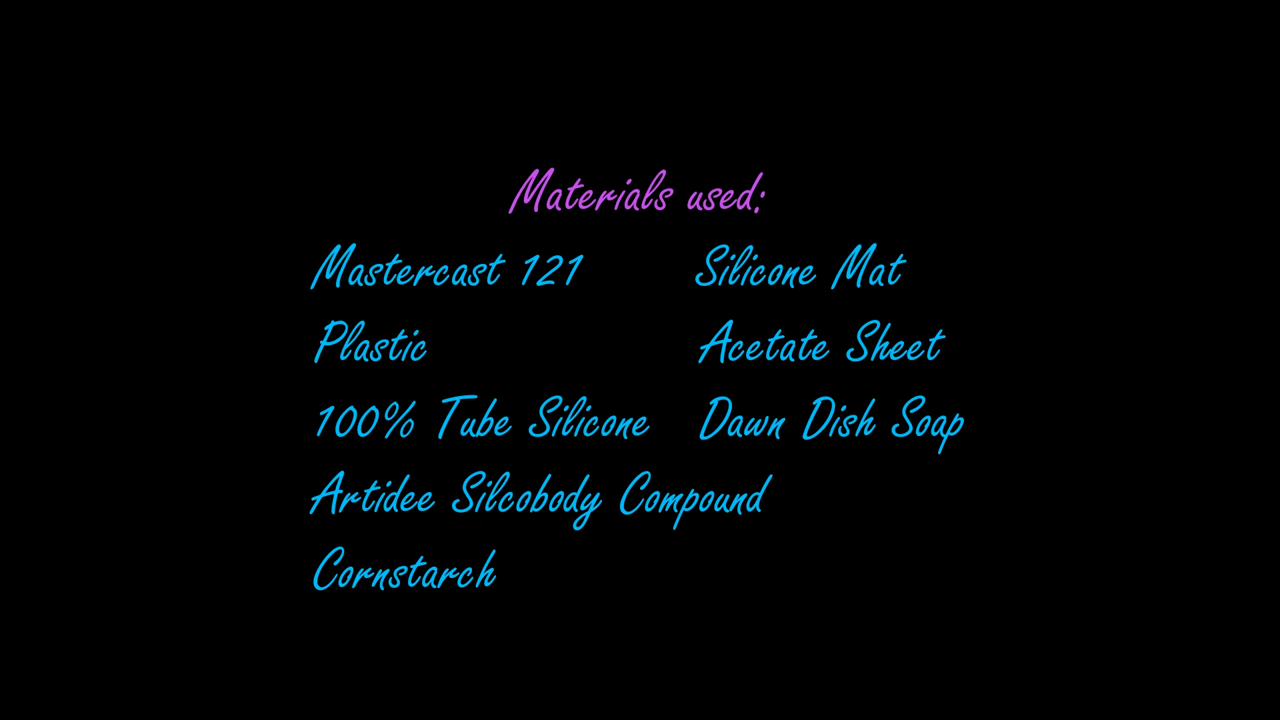 Materials used:
Mastercast 121 Silicone Mat
Plastic Acetate Sheet
100% Tube Silicone Dawn Dish Soap
Artidee Silcobody Compound
Cornstarch